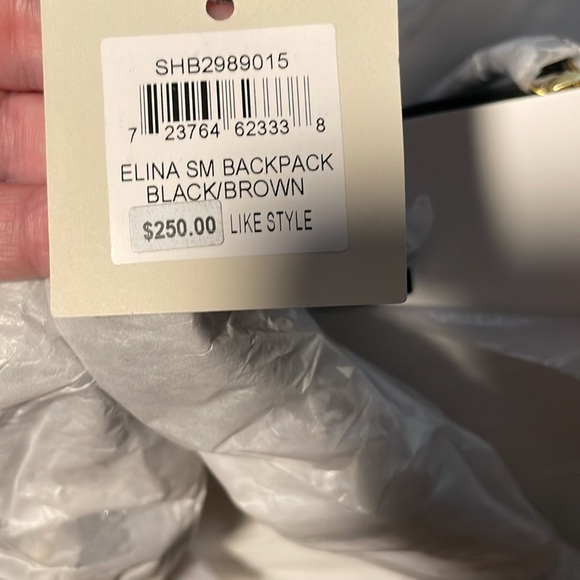 SHB2989015
7 23764 62333 8
ELINA SM BACKPACK
BLACK/BROWN
$250.00 LIKE STYLE